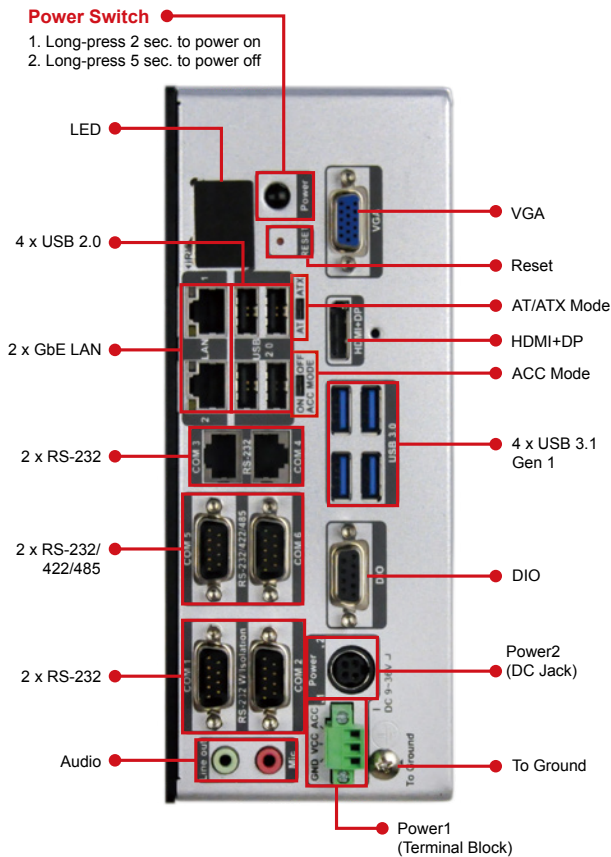 Power Switch
1. Long-press 2 sec. to power on
2. Long-press 5 sec. to power off
LED
4 x USB 2.0
2 x GbE LAN
2 x RS-232
2 x RS-232/
422/485
2 x RS-232
Audio
VGA
Reset
AT/ATX Mode
HDMI+DP
ACC Mode
4 x USB 3.1
Gen 1
DIO
Power2
(DC Jack)
To Ground
Power1
(Terminal Block)
Power
RESET
VGA
1
LAN
2
USB
2.0
AT ATX
ON OFF
ACC MODE
HDMI+DP
USB 3.0
COM 3
RS-232
COM 4
COM 5
RS-232/422/485
COM 6
DIO
COM 1
RS-232 W/Isolation
COM 2
Power
DC 9~36V
GND VCC ACC
To Ground
Line out
Mic